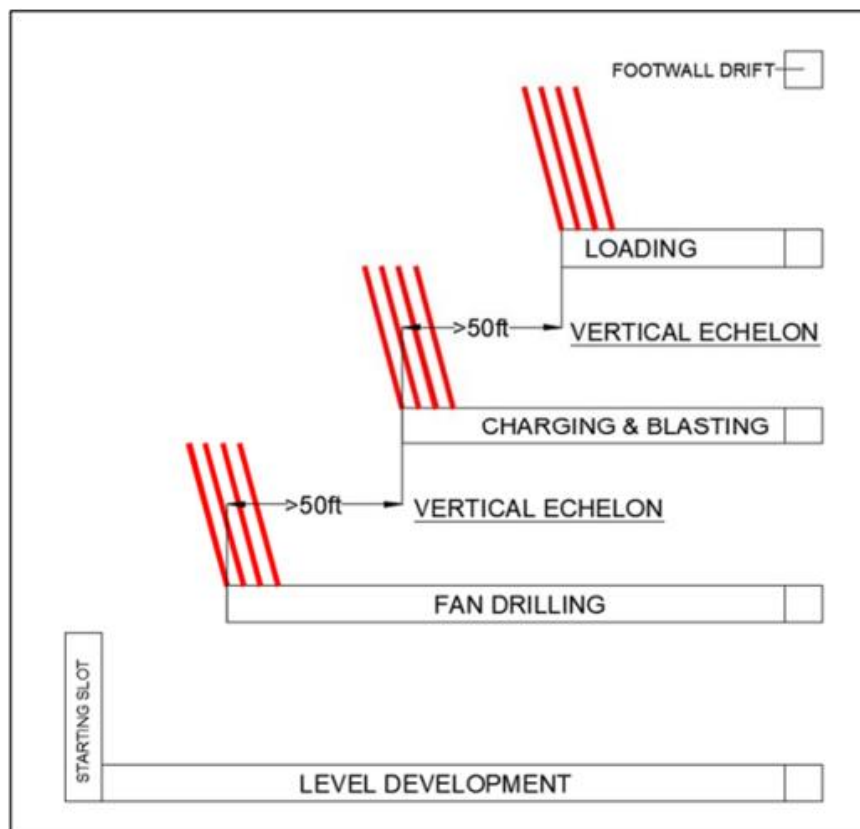 FOOTWALL DRIFT
LOADING
>50ft
VERTICAL ECHELON
CHARGING & BLASTING
>50ft
VERTICAL ECHELON
FAN DRILLING
STARTING SLOT
LEVEL DEVELOPMENT